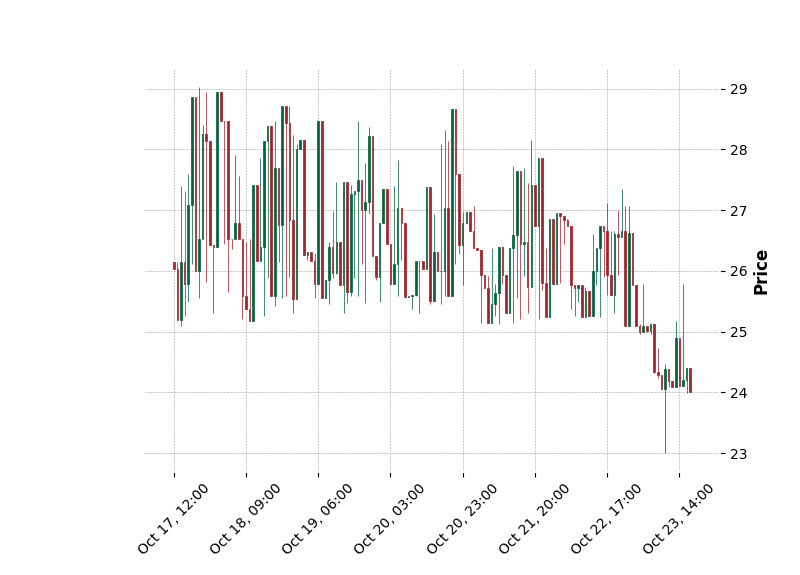 29
28
27
26
25
24
23
Price
Oct 17, 12:00
Oct 18, 09:00
Oct 19, 06:00
Oct 20, 03:00
Oct 20, 23:00
Oct 21, 20:00
Oct 22, 17:00
Oct 23, 14:00